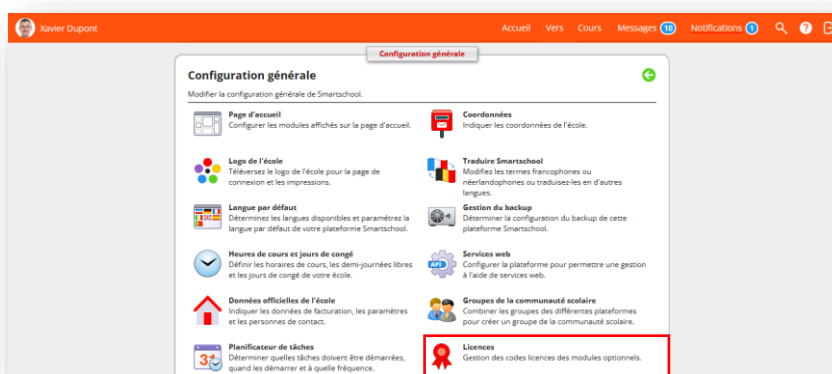 Xavier Dupont
Accueil Vers Cours Messages 10 Notifications 1
Configuration générale
Configuration générale
Modifier la configuration générale de Smartschool.
Page d'accueil
Configurer les modules affichés sur la page d'accueil.
Coordonnées
Indiquer les coordonnées de l'école.
Logo de l'école
Téléversez le logo de l'école pour la page de
connexion et les impressions.
Traduire Smartschool
Modifiez les termes francophones ou
néerlandophones ou traduisez-les en d'autres
langues.
Langue par défaut
Déterminez les langues disponibles et paramétrez la
langue par défaut de votre plateforme Smartschool.
Gestion du backup
Déterminer la configuration du backup de cette
plateforme Smartschool.
Heures de cours et jours de congé
Définir les horaires de cours, les demi-journées libres
et les jours de congé de votre école.
API
Services web
Configurer la plateforme pour permettre une gestion
à l'aide de services web.
Données officielles de l'école
Indiquer les données de facturation, les paramètres
et les personnes de contact.
Groupes de la communauté scolaire
Combiner les groupes des différentes plateformes
pour créer un groupe de la communauté scolaire.
31
Planificateur de tâches
Déterminer quelles tâches doivent être démarrées,
quand les démarrer et à quelle fréquence.
Licences
Gestion des codes licences des modules optionnels.